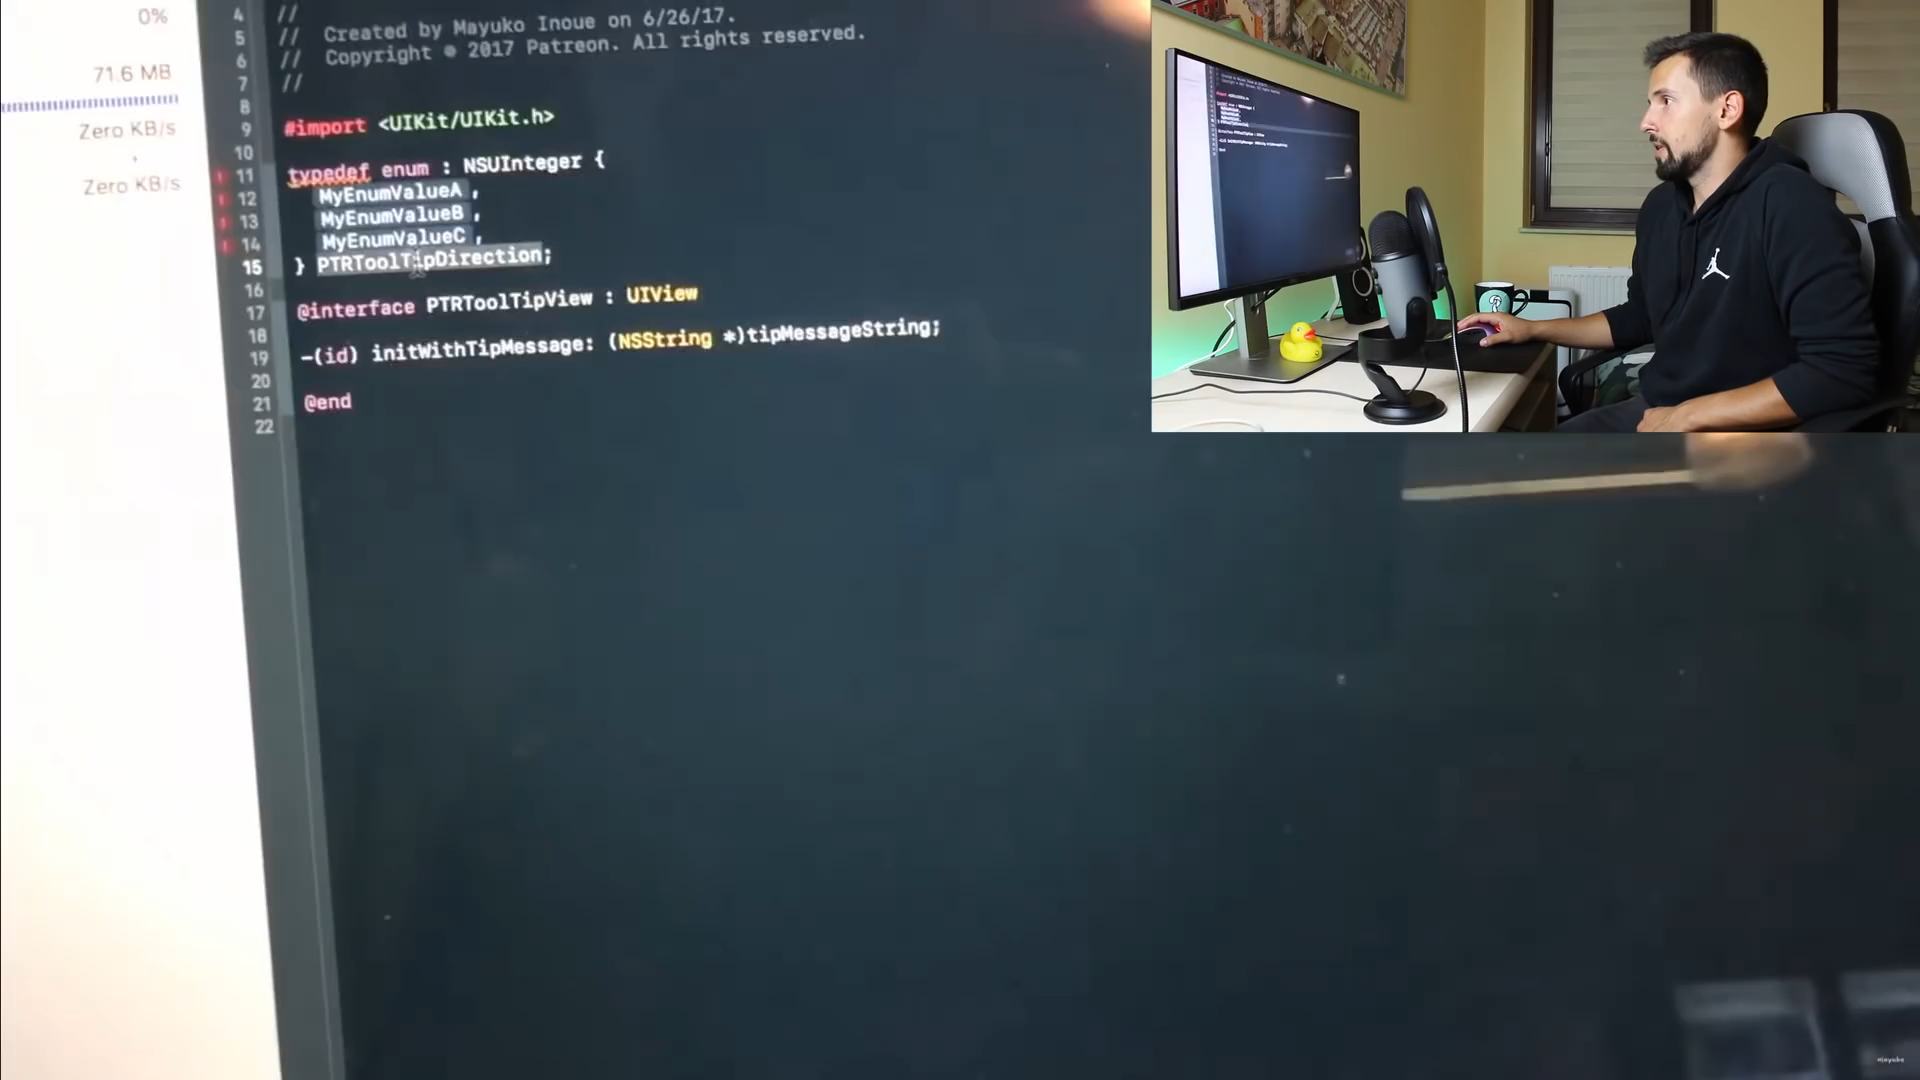 0%
71.6 MB
Zero KB/s
Zero KB/s
4 //
5 // Created by Mayuko Inoue on 6/26/17.
6 // Copyright © 2017 Patreon. All rights reserved.
7 //
8
9 #import <UIKit/UIKit.h>
10
11 typedef enum : NSUInteger {
12 MyEnumValueA,
13 MyEnumValueB,
14 MyEnumValueC,
15 } PTRToolTipDirection;
16
17 @interface PTRToolTipView : UIView
18
19 -(id) initWithTipMessage: (NSString *)tipMessageString;
20
21 @end
22